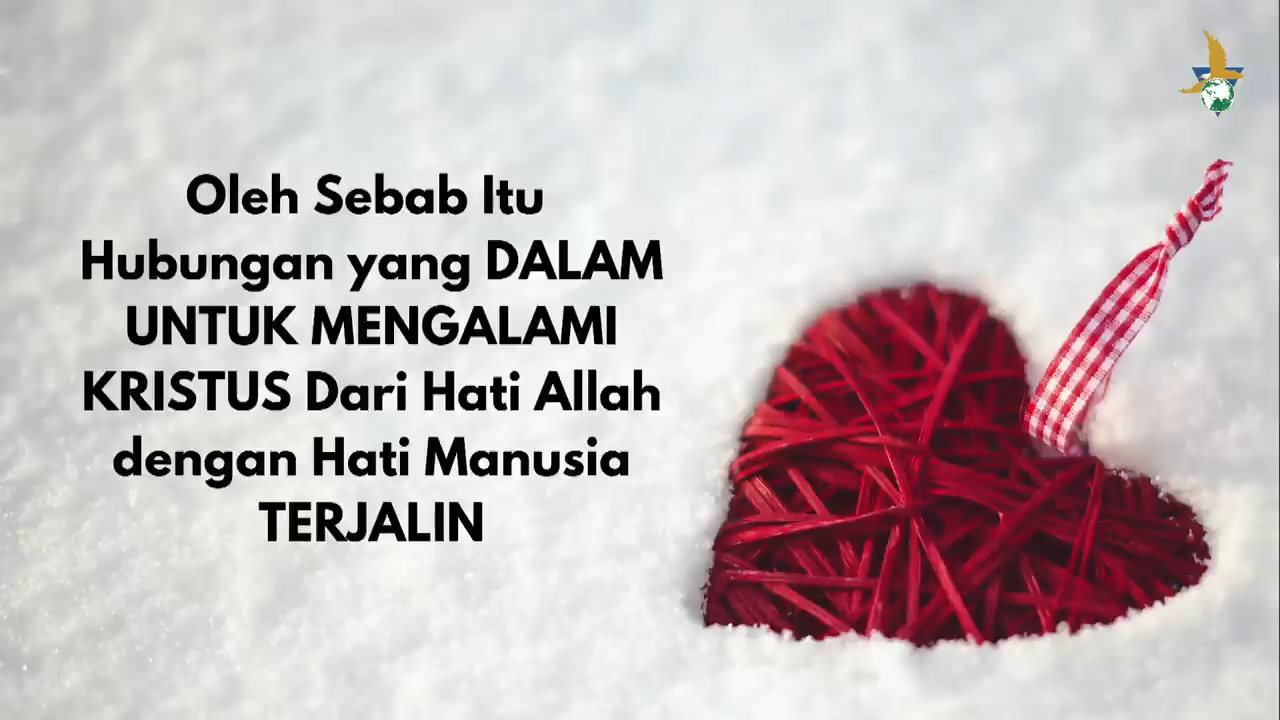 Oleh Sebab Itu
Hubungan yang DALAM
UNTUK MENGALAMI
KRISTUS Dari Hati Allah
dengan Hati Manusia
TERJALIN